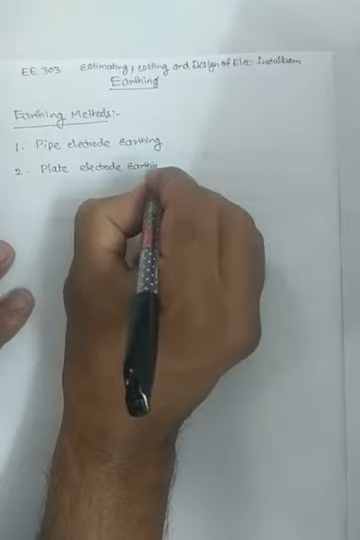 EE 303 Estimating, costing and Design of Elec. Installation
Earthing
Earthing Methods:-
1. Pipe electrode Earthing
2. Plate electrode Earthin